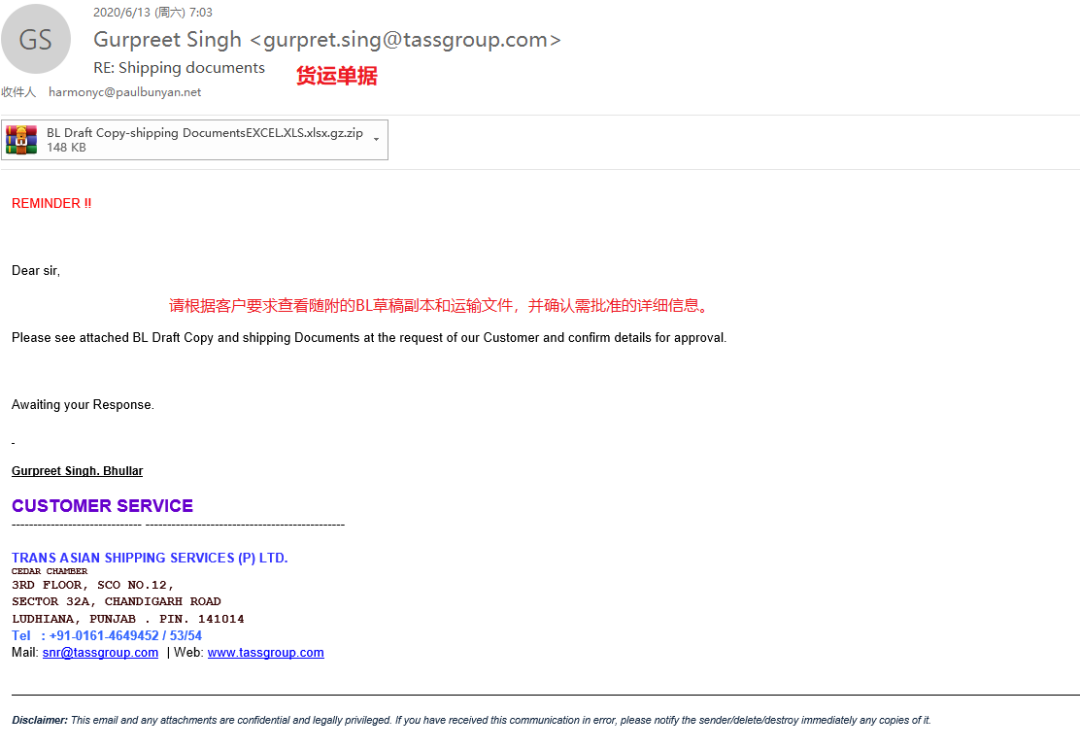 2020/6/13 (周六) 7:03
GS
Gurpreet Singh <gurpret.sing@tassgroup.com>
RE: Shipping documents
货运单据
收件人 harmonyc@paulbunyan.net
BL Draft Copy-shipping DocumentsEXCEL.XLS.xlsx.gz.zip
148 KB
REMINDER !!
Dear sir,
请根据客户要求查看随附的BL草稿副本和运输文件，并确认需批准的详细信息。
Please see attached BL Draft Copy and shipping Documents at the request of our Customer and confirm details for approval.
Awaiting your Response.
-
Gurpreet Singh. Bhullar
CUSTOMER SERVICE
------------------------------ ----------------------------------------------
TRANS ASIAN SHIPPING SERVICES (P) LTD.
CEDAR CHAMBER
3RD FLOOR, SCO NO.12,
SECTOR 32A, CHANDIGARH ROAD
LUDHIANA, PUNJAB . PIN. 141014
Tel : +91-0161-4649452 / 53/54
Mail: snr@tassgroup.com | Web: www.tassgroup.com
Disclaimer: This email and any attachments are confidential and legally privileged. If you have received this communication in error, please notify the sender/delete/destroy immediately any copies of it.